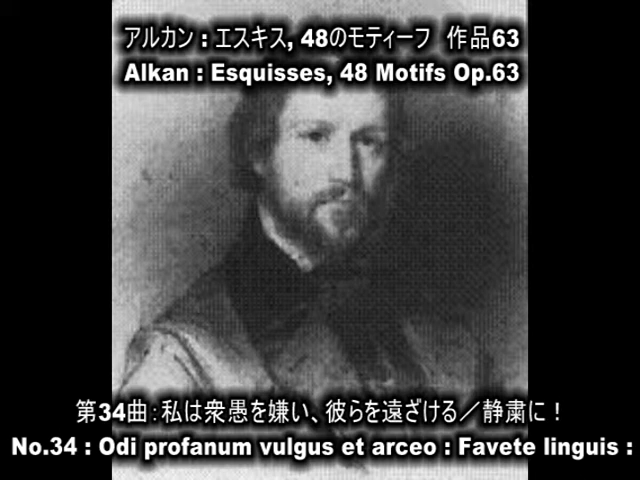 アルカン : エスキス, 48のモティーフ 作品63
Alkan : Esquisses, 48 Motifs Op.63
第34曲 : 私は衆愚を嫌い、彼らを遠ざける／静粛に！
No.34 : Odi profanum vulgus et arceo : Favete linguis :